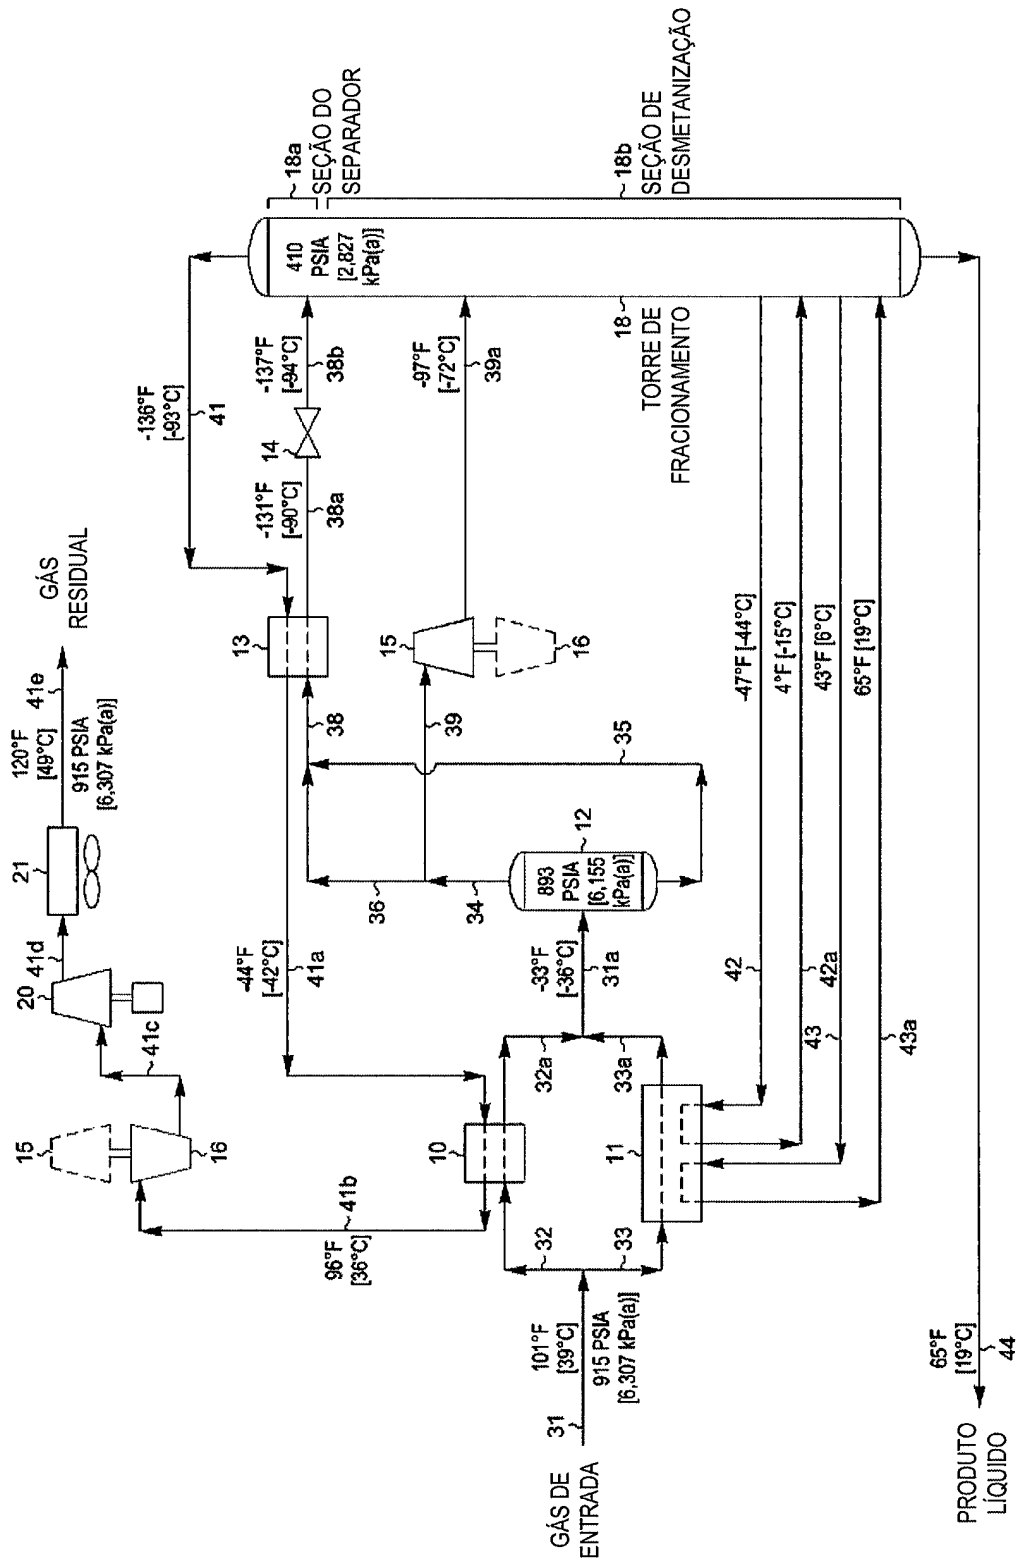 15
16
20
41c
41d
21
120°F
[49°C]
41e
915 PSIA
[6,307 kPa(a)]
GÁS
RESIDUAL
96°F
[36°C]
41b
-44°F
[-42°C]
41a
-136°F
[-93°C]
41
13
-131°F
[-90°C]
38a
14
-137°F
[-94°C]
38b
410
PSIA
[2,827
kPa(a)]
18a
SEÇÃO DO
SEPARADOR
36
38
39
15
16
-97°F
[-72°C]
39a
10
32
32a
34
35
GÁS DE
ENTRADA
31
101°F
[39°C]
915 PSIA
[6,307 kPa(a)]
33
11
33a
-33°F
[-36°C]
31a
893
PSIA
[6,155
kPa(a)]
12
18
TORRE DE
FRACIONAMENTO
18b
SEÇÃO DE
DESMETANIZAÇÃO
42
-47°F [-44°C]
42a
4°F [-15°C]
43
43°F [6°C]
43a
65°F [19°C]
PRODUTO
LÍQUIDO
65°F
[19°C]
44